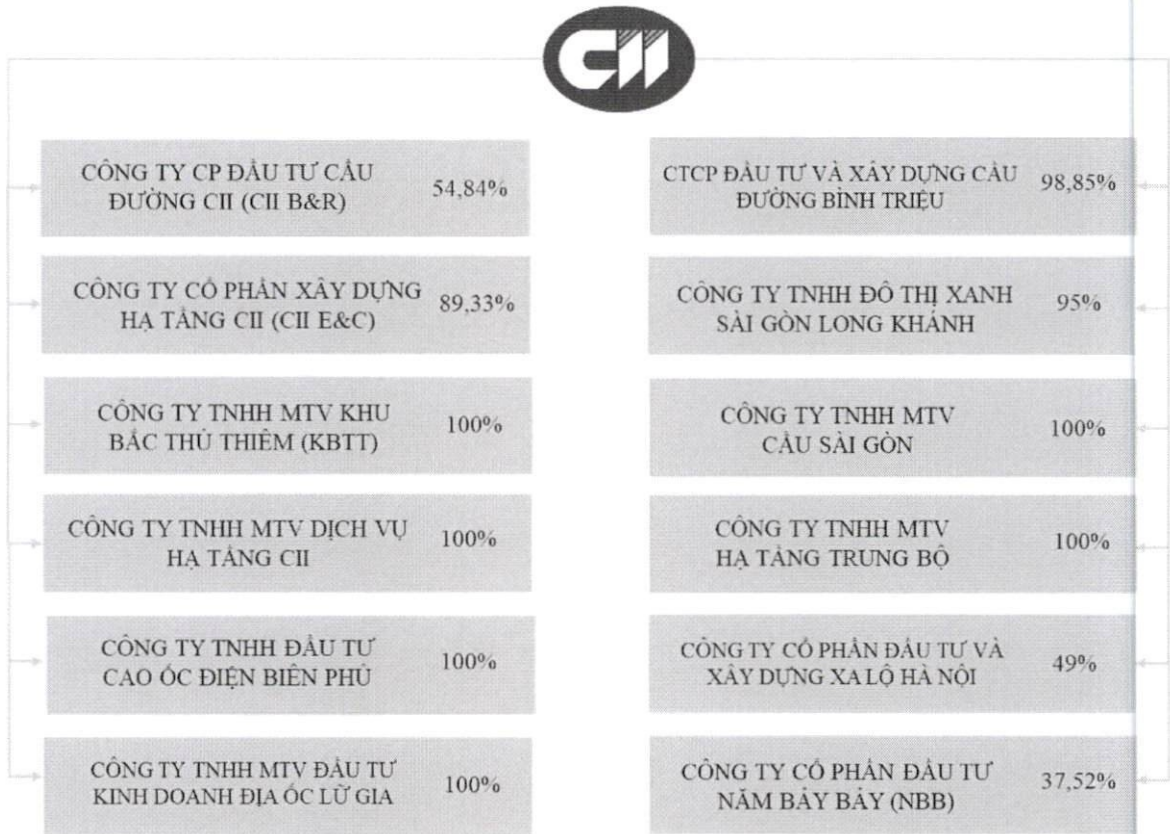 CII
CÔNG TY CP ĐẦU TƯ CẦU
ĐƯỜNG CII (CII B&R)
54,84%
CÔNG TY CỔ PHẦN XÂY DỰNG
HẠ TẦNG CII (CII E&C)
89,33%
CÔNG TY TNHH MTV KHU
BẮC THỦ THIÊM (KBTT)
100%
CÔNG TY TNHH MTV DỊCH VỤ
HẠ TẦNG CII
100%
CÔNG TY TNHH ĐẦU TƯ
CAO ỐC ĐIỆN BIÊN PHỦ
100%
CÔNG TY TNHH MTV ĐẦU TƯ
KINH DOANH ĐỊA ỐC LỮ GIA
100%
CTCP ĐẦU TƯ VÀ XÂY DỰNG CẦU
ĐƯỜNG BÌNH TRIỆU
98,85%
CÔNG TY TNHH ĐÔ THỊ XANH
SÀI GÒN LONG KHÁNH
95%
CÔNG TY TNHH MTV
CẦU SÀI GÒN
100%
CÔNG TY TNHH MTV
HẠ TẦNG TRUNG BỘ
100%
CÔNG TY CỔ PHẦN ĐẦU TƯ VÀ
XÂY DỰNG XA LỘ HÀ NỘI
49%
CÔNG TY CỔ PHẦN ĐẦU TƯ
NĂM BẢY BẢY (NBB)
37,52%